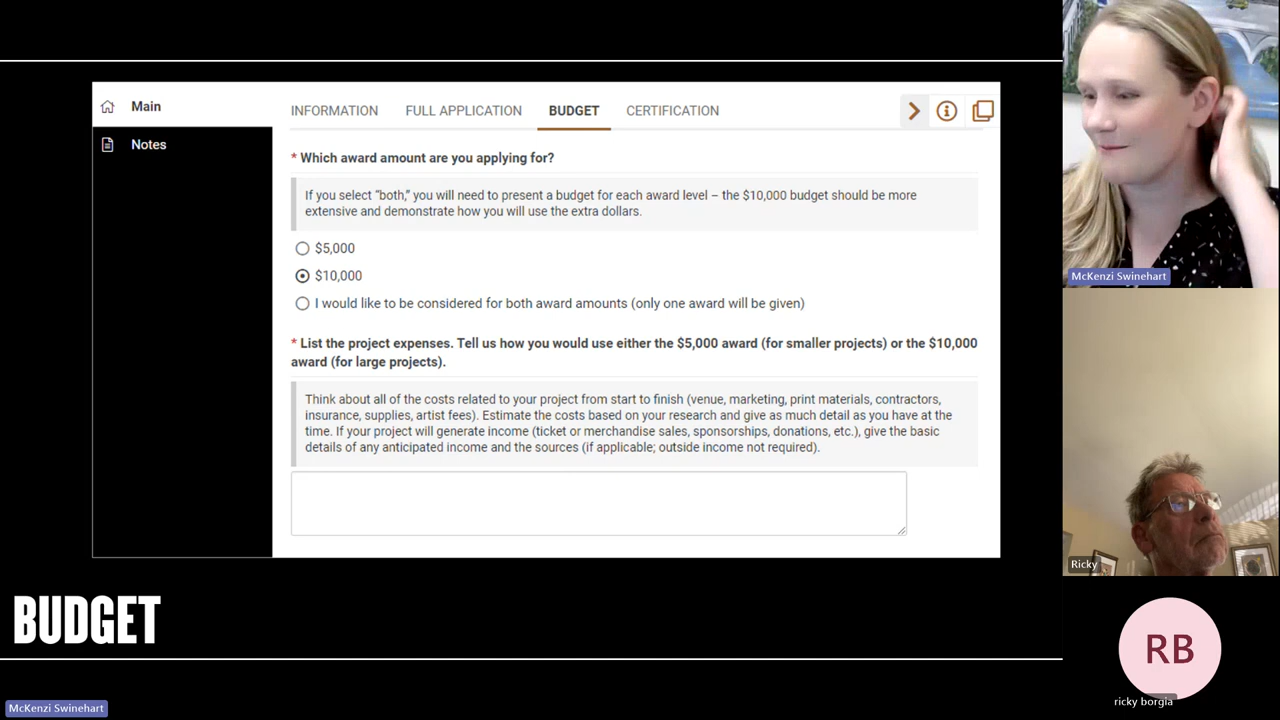 Main
Notes
INFORMATION FULL APPLICATION BUDGET CERTIFICATION
* Which award amount are you applying for?
If you select “both,” you will need to present a budget for each award level – the $10,000 budget should be more
extensive and demonstrate how you will use the extra dollars.
$5,000
$10,000
I would like to be considered for both award amounts (only one award will be given)
* List the project expenses. Tell us how you would use either the $5,000 award (for smaller projects) or the $10,000
award (for large projects).
Think about all of the costs related to your project from start to finish (venue, marketing, print materials, contractors,
insurance, supplies, artist fees). Estimate the costs based on your research and give as much detail as you have at the
time. If your project will generate income (ticket or merchandise sales, sponsorships, donations, etc.), give the basic
details of any anticipated income and the sources (if applicable; outside income not required).
BUDGET
McKenzi Swinehart
McKenzi Swinehart
Ricky
RB
ricky borgia